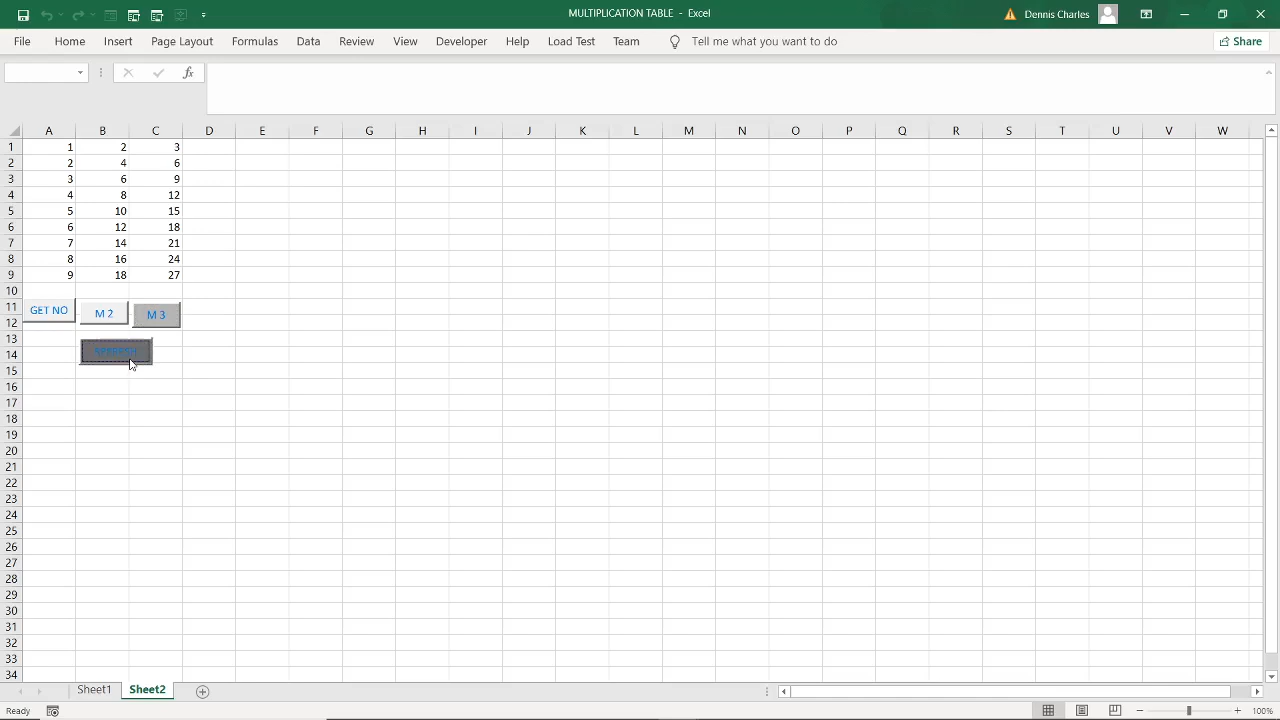 MULTIPLICATION TABLE - Excel
Dennis Charles
File Home Insert Page Layout Formulas Data Review View Developer Help Load Test Team Tell me what you want to do Share
fx
A B C D E F G H I J K L M N O P Q R S T U V W
1 1 2 3
2 2 4 6
3 3 6 9
4 4 8 12
5 5 10 15
6 6 12 18
7 7 14 21
8 8 16 24
9 9 18 27
10
11
GET NO M 2 M 3
12
13
REFRESH
14
15
16
17
18
19
20
21
22
23
24
25
26
27
28
29
30
31
32
33
34
Sheet1 Sheet2
Ready 100%